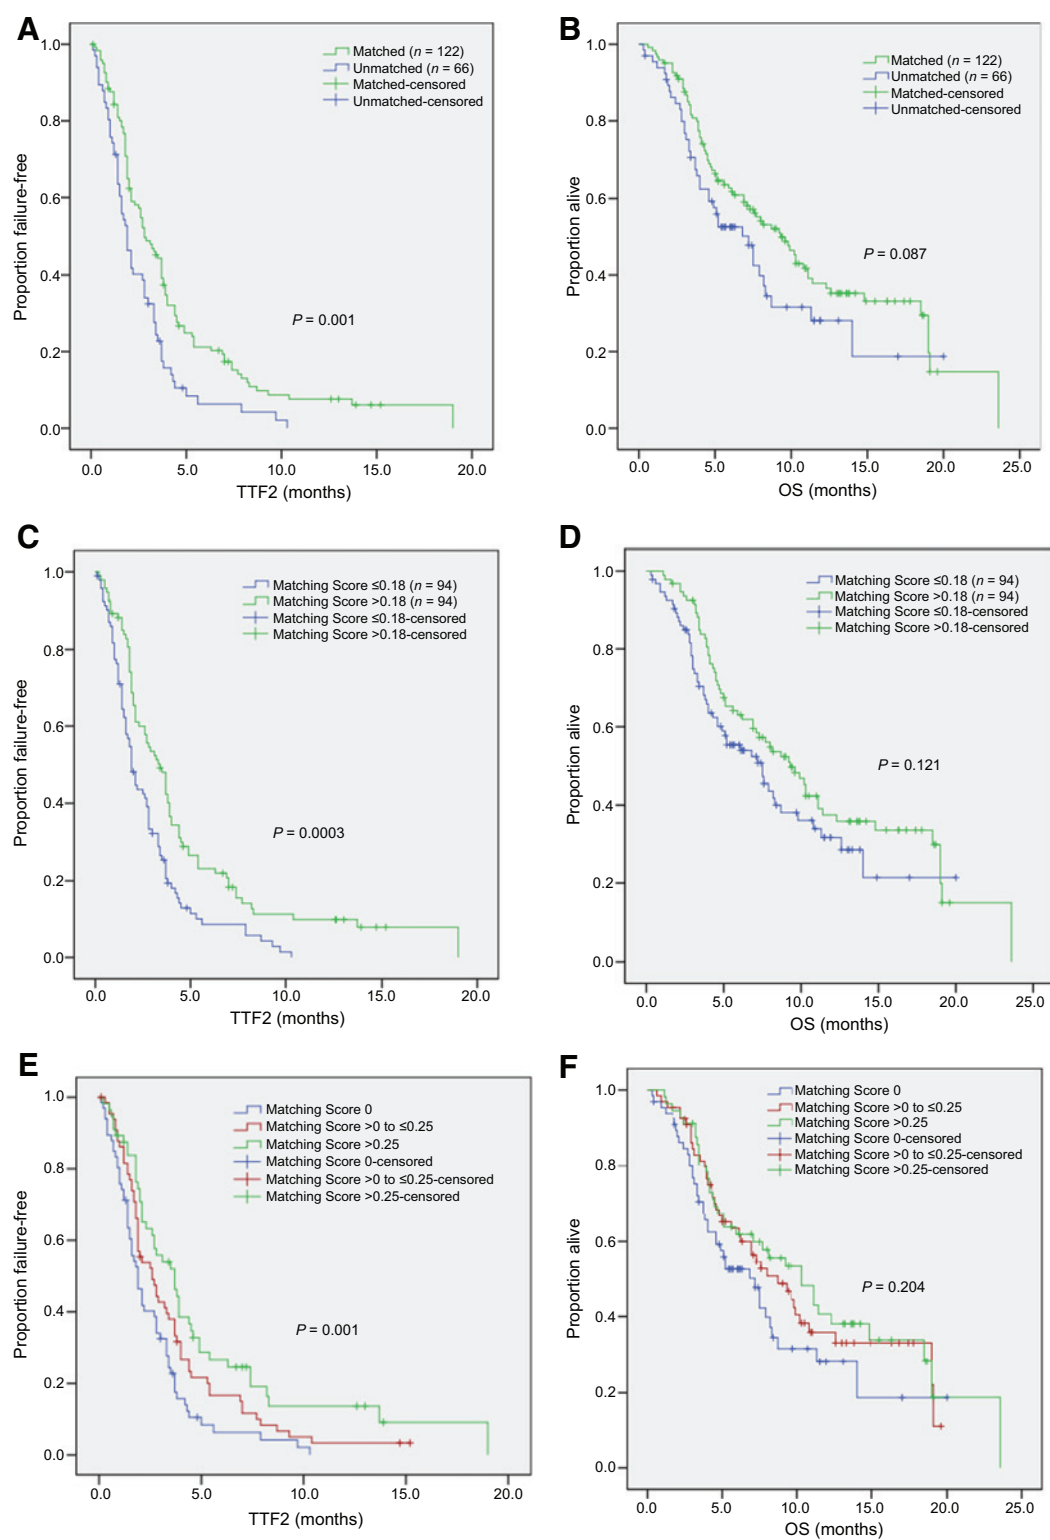 A
Proportion failure-free
1.0
0.8
0.6
0.4
0.2
0.0
Matched (n = 122)
Unmatched (n = 66)
Matched-censored
Unmatched-censored
P = 0.001
0.0 5.0 10.0 15.0 20.0
TTF2 (months)
B
Proportion alive
1.0
0.8
0.6
0.4
0.2
0.0
Matched (n = 122)
Unmatched (n = 66)
Matched-censored
Unmatched-censored
P = 0.087
0.0 5.0 10.0 15.0 20.0 25.0
OS (months)
C
Proportion failure-free
1.0
0.8
0.6
0.4
0.2
0.0
Matching Score ≤0.18 (n = 94)
Matching Score >0.18 (n = 94)
Matching Score ≤0.18-censored
Matching Score >0.18-censored
P = 0.0003
0.0 5.0 10.0 15.0 20.0
TTF2 (months)
D
Proportion alive
1.0
0.8
0.6
0.4
0.2
0.0
Matching Score ≤0.18 (n = 94)
Matching Score >0.18 (n = 94)
Matching Score ≤0.18-censored
Matching Score >0.18-censored
P = 0.121
0.0 5.0 10.0 15.0 20.0 25.0
OS (months)
E
Proportion failure-free
1.0
0.8
0.6
0.4
0.2
0.0
Matching Score 0
Matching Score >0 to ≤0.25
Matching Score >0.25
Matching Score 0-censored
Matching Score >0 to ≤0.25-censored
Matching Score >0.25-censored
P = 0.001
0.0 5.0 10.0 15.0 20.0
TTF2 (months)
F
Proportion alive
1.0
0.8
0.6
0.4
0.2
0.0
Matching Score 0
Matching Score >0 to ≤0.25
Matching Score >0.25
Matching Score 0-censored
Matching Score >0 to ≤0.25-censored
Matching Score >0.25-censored
P = 0.204
0.0 5.0 10.0 15.0 20.0 25.0
OS (months)